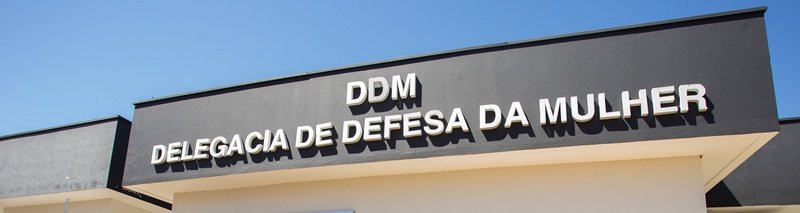 DDM
DELEGACIA DE DEFESA DA MULHER